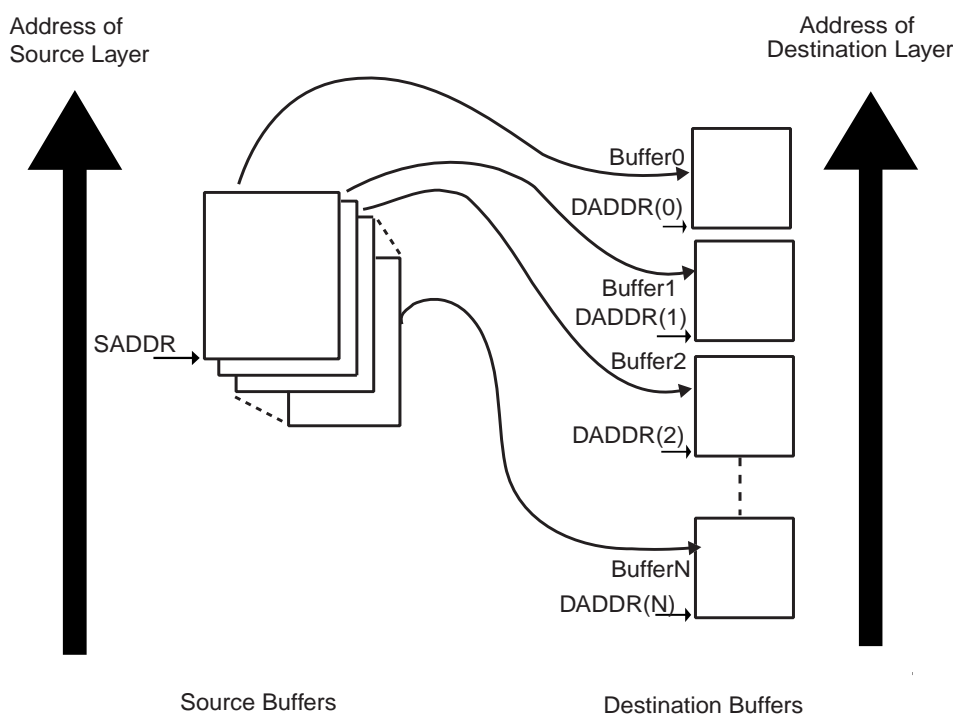 Address of
Source Layer
Address of
Destination Layer
Buffer0
DADDR(0)
Buffer1
DADDR(1)
SADDR
Buffer2
DADDR(2)
BufferN
DADDR(N)
Source Buffers
Destination Buffers